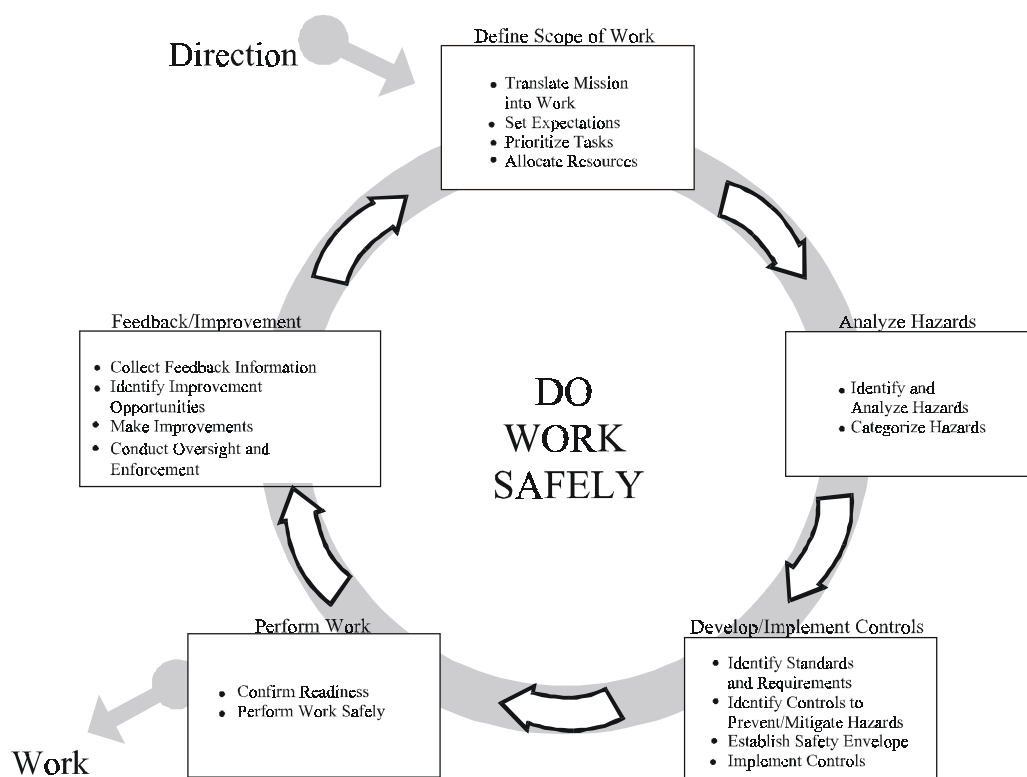 Direction
Define Scope of Work
• Translate Mission
into Work
• Set Expectations
• Prioritize Tasks
• Allocate Resources
Analyze Hazards
• Identify and
Analyze Hazards
• Categorize Hazards
Develop/Implement Controls
• Identify Standards
and Requirements
• Identify Controls to
Prevent/Mitigate Hazards
• Establish Safety Envelope
• Implement Controls
Perform Work
• Confirm Readiness
• Perform Work Safely
Work
Feedback/Improvement
• Collect Feedback Information
• Identify Improvement
Opportunities
• Make Improvements
• Conduct Oversight and
Enforcement
DO
WORK
SAFELY